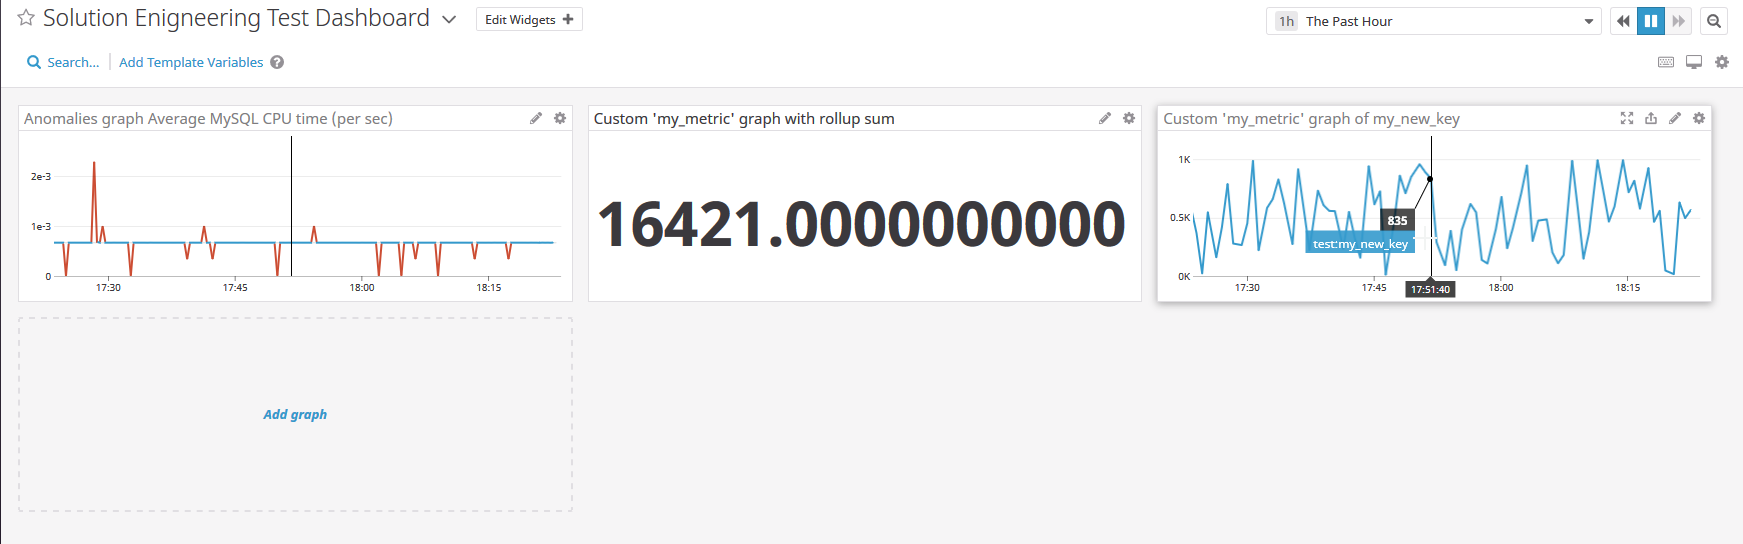 Solution Enigneering Test Dashboard
Edit Widgets +
1h The Past Hour
Search...
Add Template Variables ?
Anomalies graph Average MySQL CPU time (per sec)
2e-3
1e-3
0
17:30 17:45 18:00 18:15
Custom 'my_metric' graph with rollup sum
16421.0000000000
Custom 'my_metric' graph of my_new_key
1K
0.5K
0K
835
test:my_new_key
17:30 17:45 17:51:40 18:00 18:15
Add graph